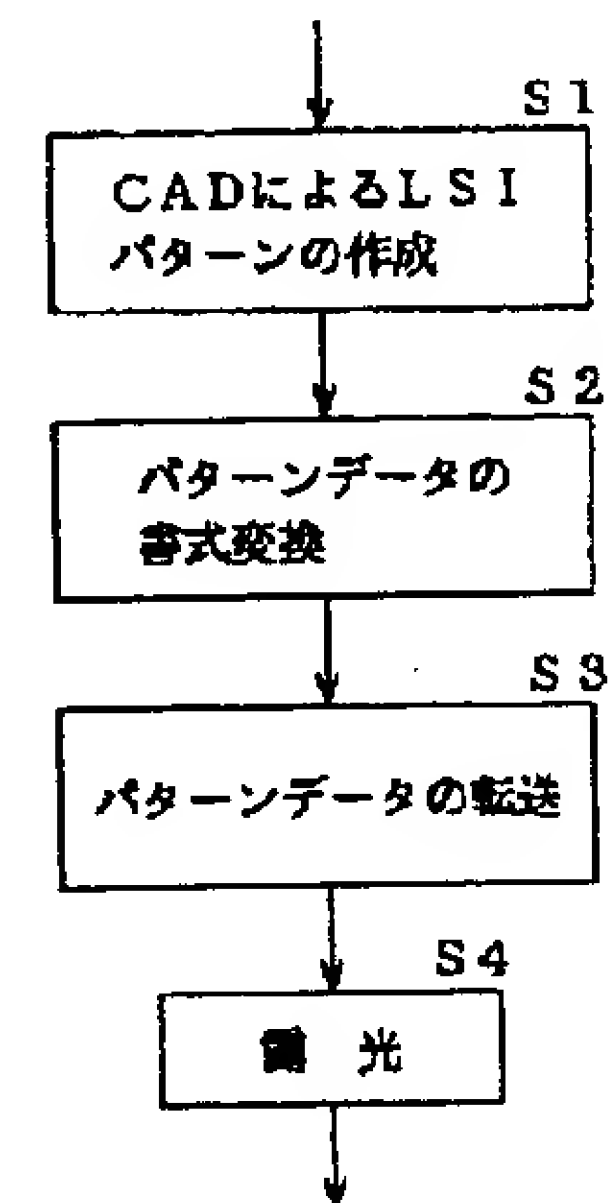 S1
CADによるLSI
パターンの作成
S2
パターンデータの
書式変換
S3
パターンデータの転送
S4
光